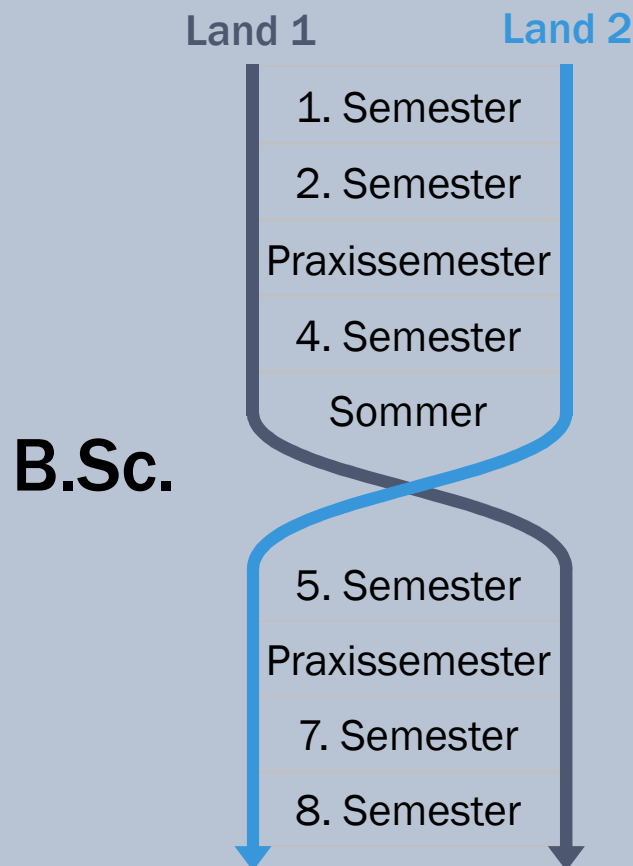 Land 1 Land 2
1. Semester
2. Semester
Praxissemester
4. Semester
Sommer
B.Sc.
5. Semester
Praxissemester
7. Semester
8. Semester